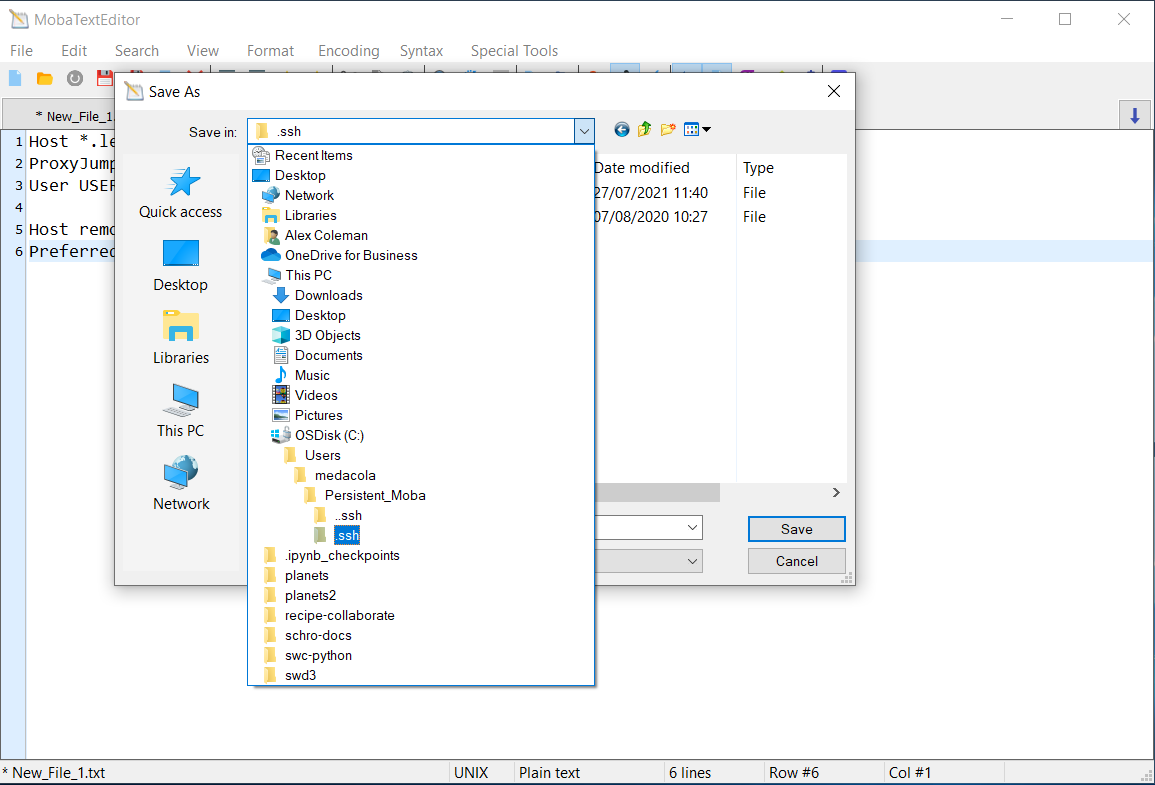 MobaTextEditor
File Edit Search View Format Encoding Syntax Special Tools
Save As
* New_File_1.
Save in: .ssh
1 Host *.le
2 ProxyJump
3 User USER
4
5 Host remo
6 Preferred
Quick access
Desktop
Libraries
This PC
Network
Recent Items
Desktop
Network
Libraries
Alex Coleman
OneDrive for Business
This PC
Downloads
Desktop
3D Objects
Documents
Music
Videos
Pictures
OSDisk (C:)
Users
medacola
Persistent_Moba
..ssh
.ssh
.ipynb_checkpoints
planets
planets2
recipe-collaborate
schro-docs
swc-python
swd3
Date modified Type
27/07/2021 11:40 File
07/08/2020 10:27 File
Save
Cancel
* New_File_1.txt UNIX Plain text 6 lines Row #6 Col #1